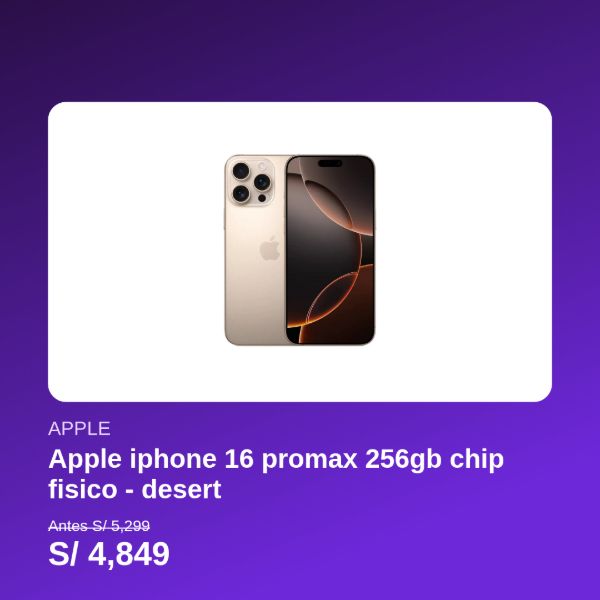 APPLE
Apple iphone 16 promax 256gb chip
fisico - desert
Antes S/ 5,299
S/ 4,849